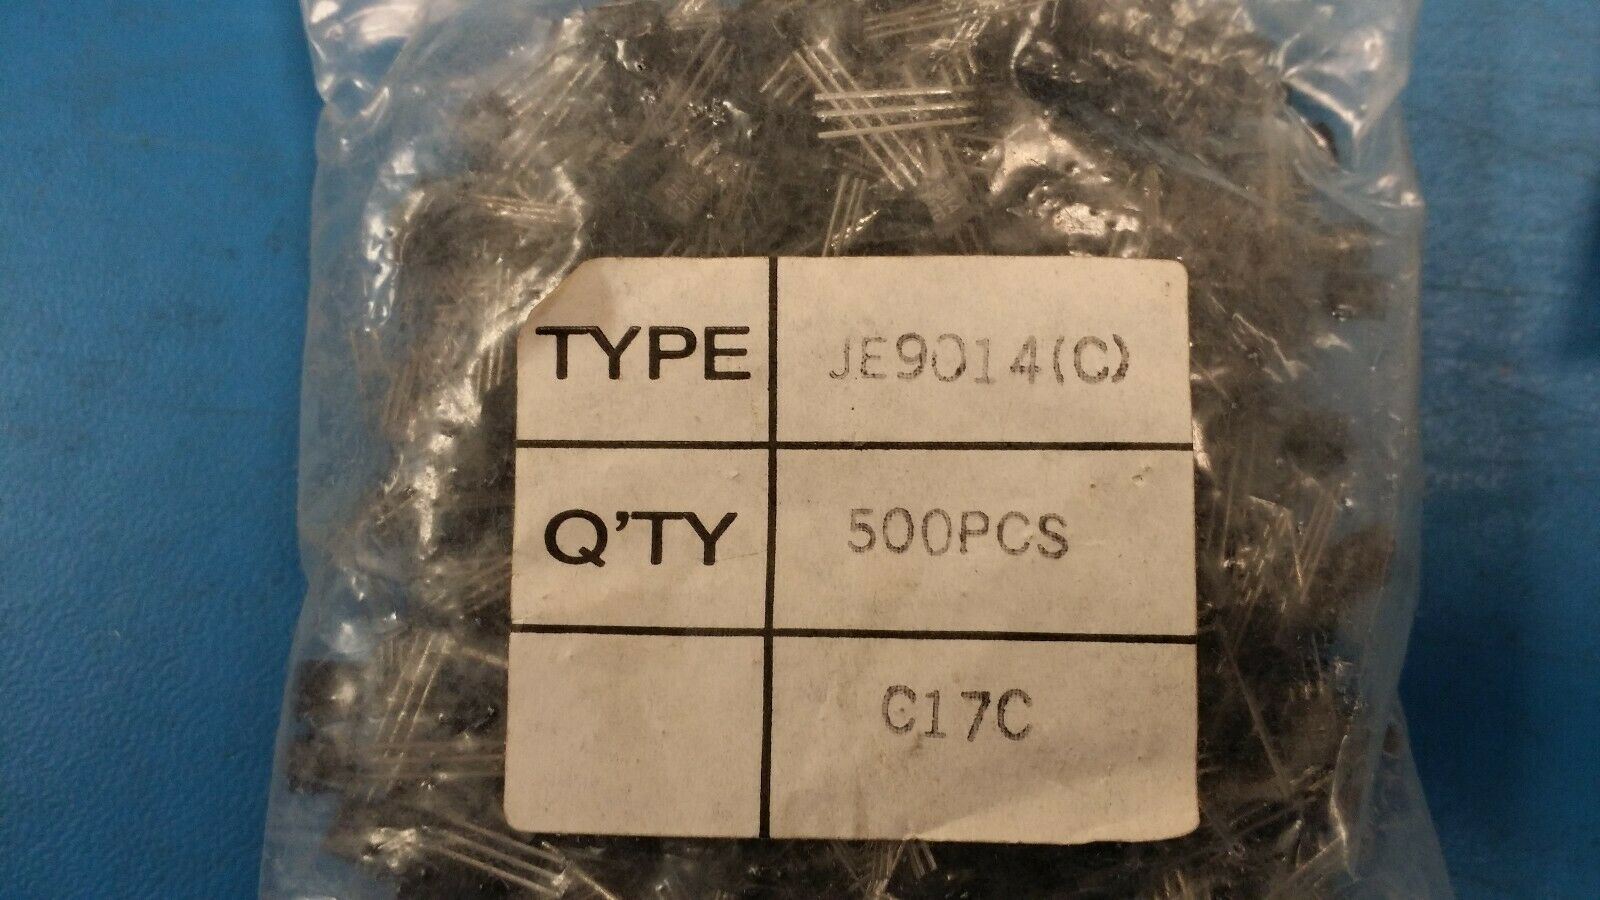 TYPE JE9014(C)
Q'TY 500PCS
C17C